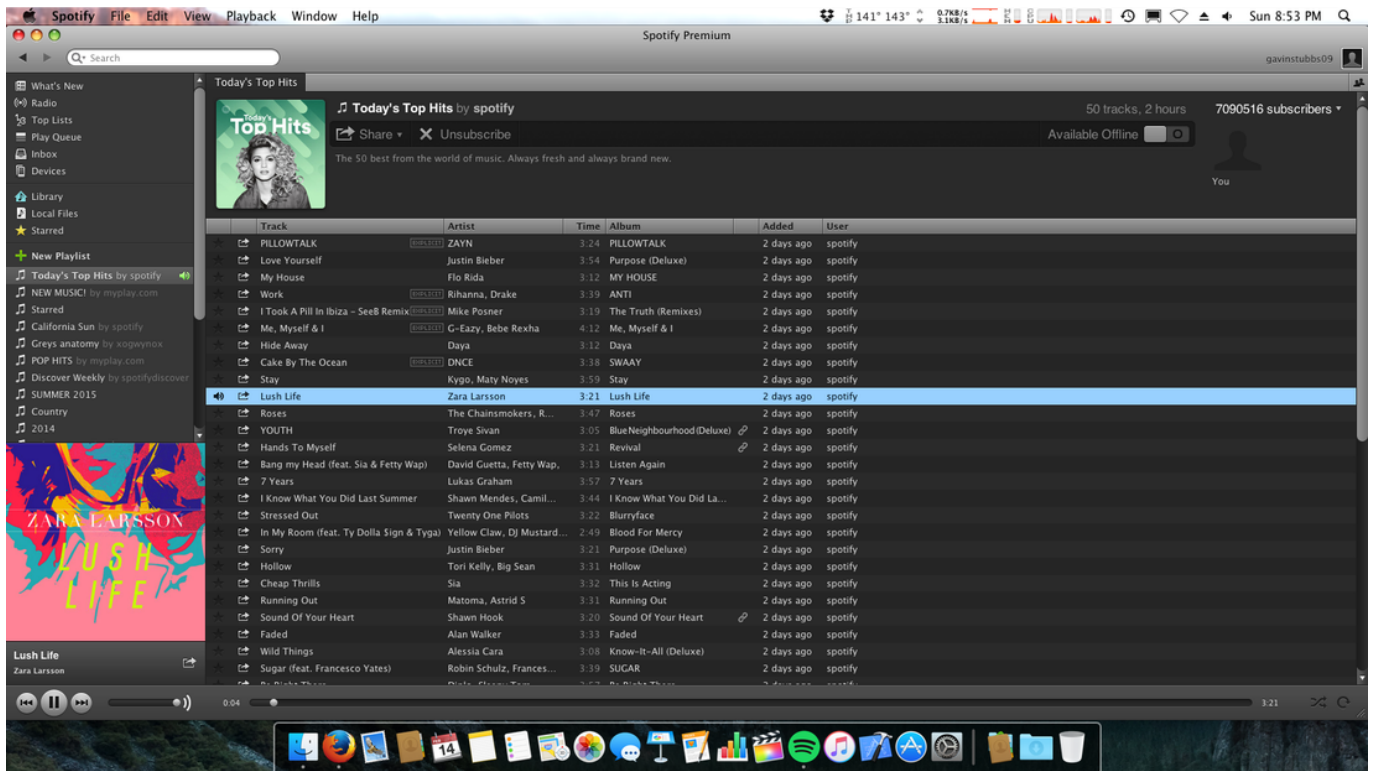 Spotify File Edit View Playback Window Help 141° 143° 0.7KB/s 3.1KB/s Sun 8:53 PM
Spotify Premium
Search gavinstubbs09
What's New
Radio
Top Lists
Play Queue
Inbox
Devices
Library
Local Files
Starred
New Playlist
Today's Top Hits by spotify
NEW MUSIC! by myplay.com
Starred
California Sun by spotify
Greys anatomy by xogwynox
POP HITS by myplay.com
Discover Weekly by spotifydiscover
SUMMER 2015
Country
2014
ZARA LARSSON
LUSH
LIFE
Lush Life
Zara Larsson
Today's Top Hits
Today's
Top Hits
Today's Top Hits by spotify 50 tracks, 2 hours 7090516 subscribers
Share Unsubscribe Available Offline
The 50 best from the world of music. Always fresh and always brand new.
You
Track Artist Time Album Added User
PILLOWTALK EXPLICIT ZAYN 3:24 PILLOWTALK 2 days ago spotify
Love Yourself Justin Bieber 3:54 Purpose (Deluxe) 2 days ago spotify
My House Flo Rida 3:12 MY HOUSE 2 days ago spotify
Work EXPLICIT Rihanna, Drake 3:39 ANTI 2 days ago spotify
I Took A Pill In Ibiza – SeeB Remix EXPLICIT Mike Posner 3:19 The Truth (Remixes) 2 days ago spotify
Me, Myself & I EXPLICIT G-Eazy, Bebe Rexha 4:12 Me, Myself & I 2 days ago spotify
Hide Away Daya 3:12 Daya 2 days ago spotify
Cake By The Ocean EXPLICIT DNCE 3:38 SWAAY 2 days ago spotify
Stay Kygo, Maty Noyes 3:59 Stay 2 days ago spotify
Lush Life Zara Larsson 3:21 Lush Life 2 days ago spotify
Roses The Chainsmokers, R... 3:47 Roses 2 days ago spotify
YOUTH Troye Sivan 3:05 Blue Neighbourhood (Deluxe) 2 days ago spotify
Hands To Myself Selena Gomez 3:21 Revival 2 days ago spotify
Bang my Head (feat. Sia & Fetty Wap) David Guetta, Fetty Wap, 3:13 Listen Again 2 days ago spotify
7 Years Lukas Graham 3:57 7 Years 2 days ago spotify
I Know What You Did Last Summer Shawn Mendes, Camil... 3:44 I Know What You Did La... 2 days ago spotify
Stressed Out Twenty One Pilots 3:22 Blurryface 2 days ago spotify
In My Room (feat. Ty Dolla $ign & Tyga) Yellow Claw, DJ Mustard... 2:49 Blood For Mercy 2 days ago spotify
Sorry Justin Bieber 3:21 Purpose (Deluxe) 2 days ago spotify
Hollow Tori Kelly, Big Sean 3:31 Hollow 2 days ago spotify
Cheap Thrills Sia 3:32 This Is Acting 2 days ago spotify
Running Out Matoma, Astrid S 3:31 Running Out 2 days ago spotify
Sound Of Your Heart Shawn Hook 3:20 Sound Of Your Heart 2 days ago spotify
Faded Alan Walker 3:33 Faded 2 days ago spotify
Wild Things Alessia Cara 3:08 Know-It-All (Deluxe) 2 days ago spotify
Sugar (feat. Francesco Yates) Robin Schulz, Frances... 3:39 SUGAR 2 days ago spotify
0:04 3:21
14